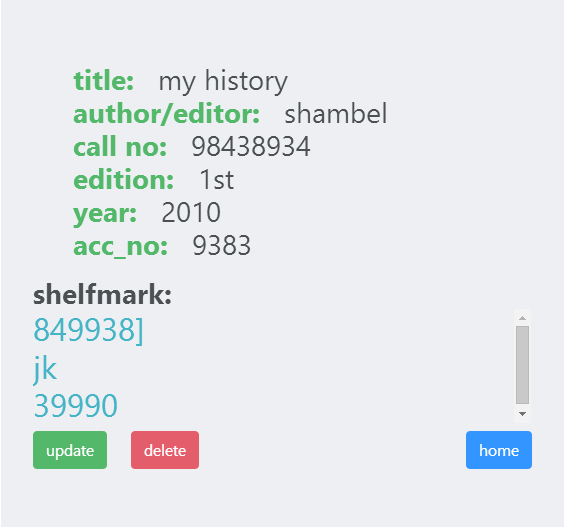 title: my history
author/editor: shambel
call no: 98438934
edition: 1st
year: 2010
acc_no: 9383
shelfmark:
849938]
jk
39990
update delete home